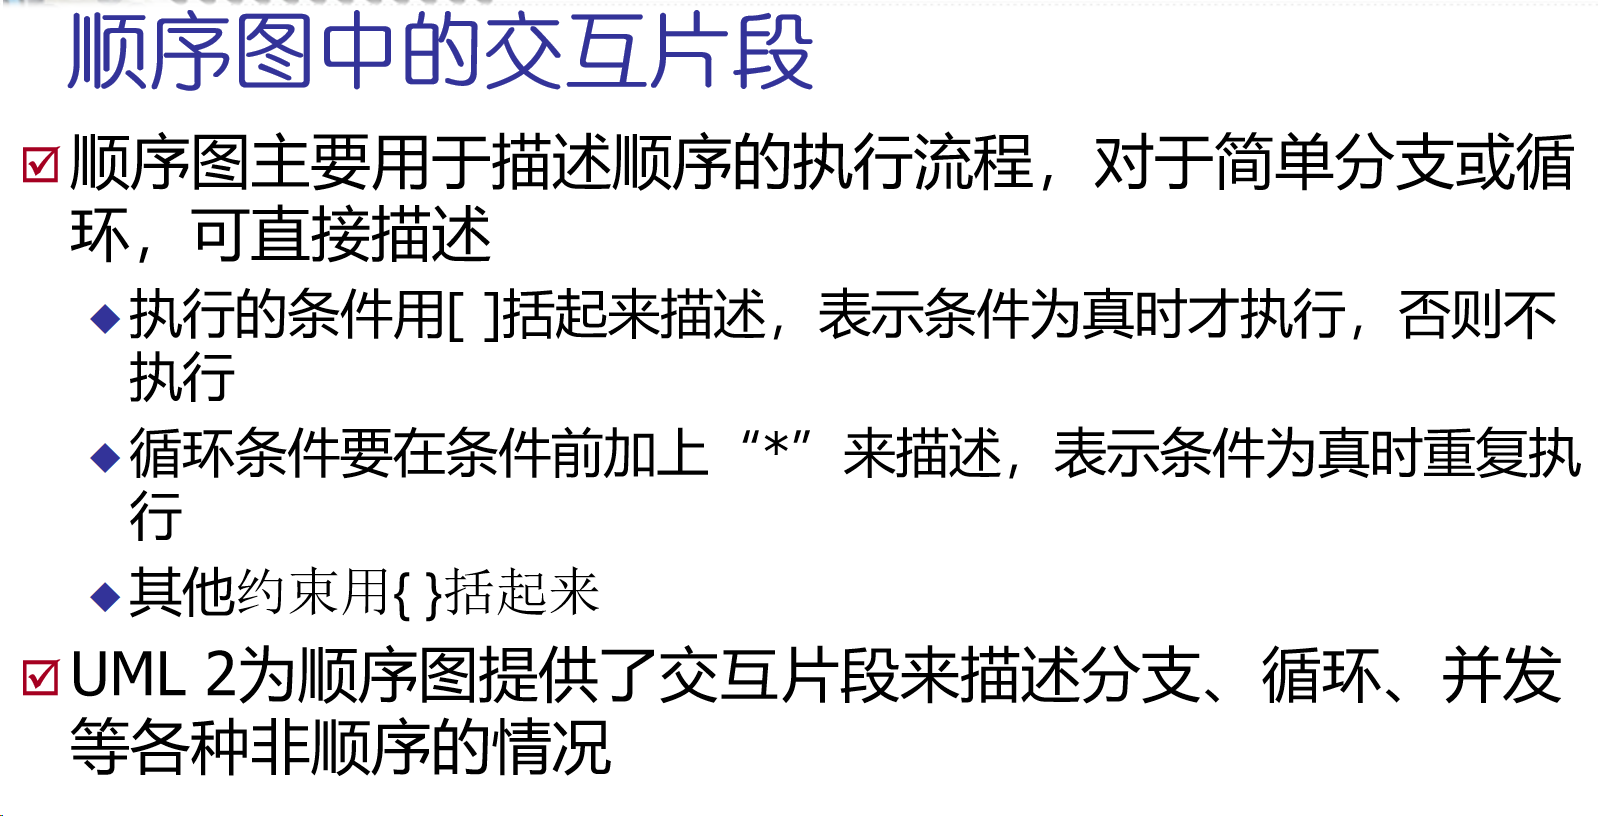 顺序图中的交互片段
顺序图主要用于描述顺序的执行流程，对于简单分支或循
环，可直接描述
执行的条件用[ ]括起来描述，表示条件为真时才执行，否则不
执行
循环条件要在条件前加上“*”来描述，表示条件为真时重复执
行
其他约束用{ }括起来
UML 2为顺序图提供了交互片段来描述分支、循环、并发
等各种非顺序的情况